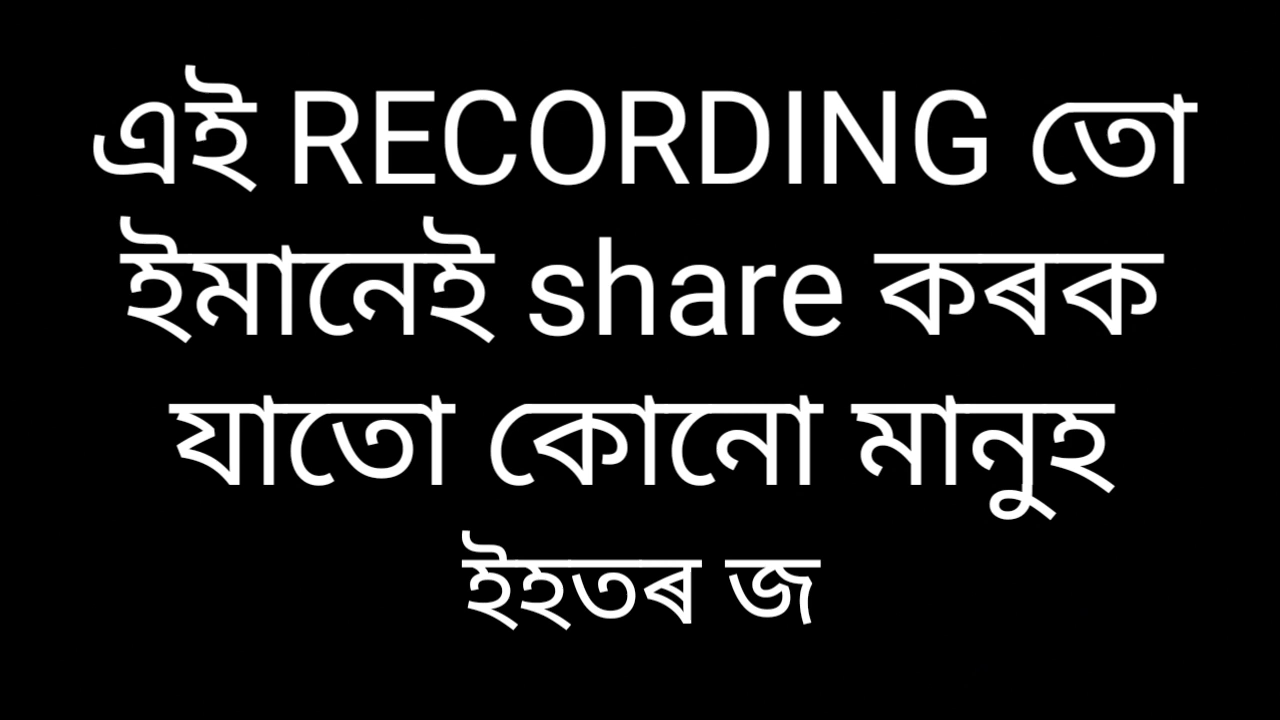 এই RECORDING তো
ইমানেই share কৰক
যাতো কোনো মানুহ
ইহতৰ জ